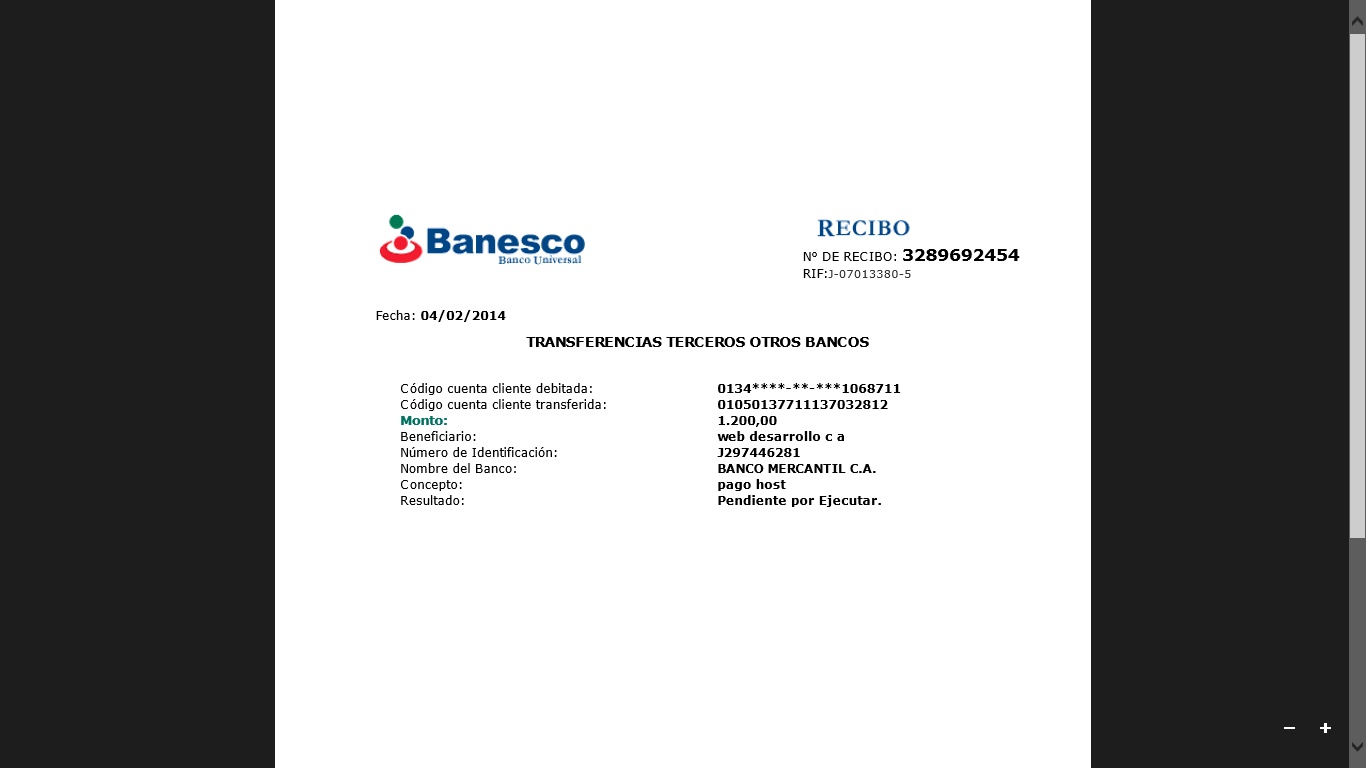 Banesco
Banco Universal
RECIBO
N° DE RECIBO: 3289692454
RIF:J-07013380-5
Fecha: 04/02/2014
TRANSFERENCIAS TERCEROS OTROS BANCOS
Código cuenta cliente debitada: 0134****-**-***1068711
Código cuenta cliente transferida: 01050137711137032812
Monto: 1.200,00
Beneficiario: web desarrollo c a
Número de Identificación: J297446281
Nombre del Banco: BANCO MERCANTIL C.A.
Concepto: pago host
Resultado: Pendiente por Ejecutar.